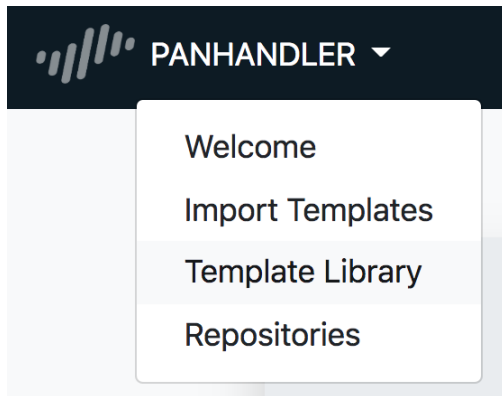 PANHANDLER
Welcome
Import Templates
Template Library
Repositories